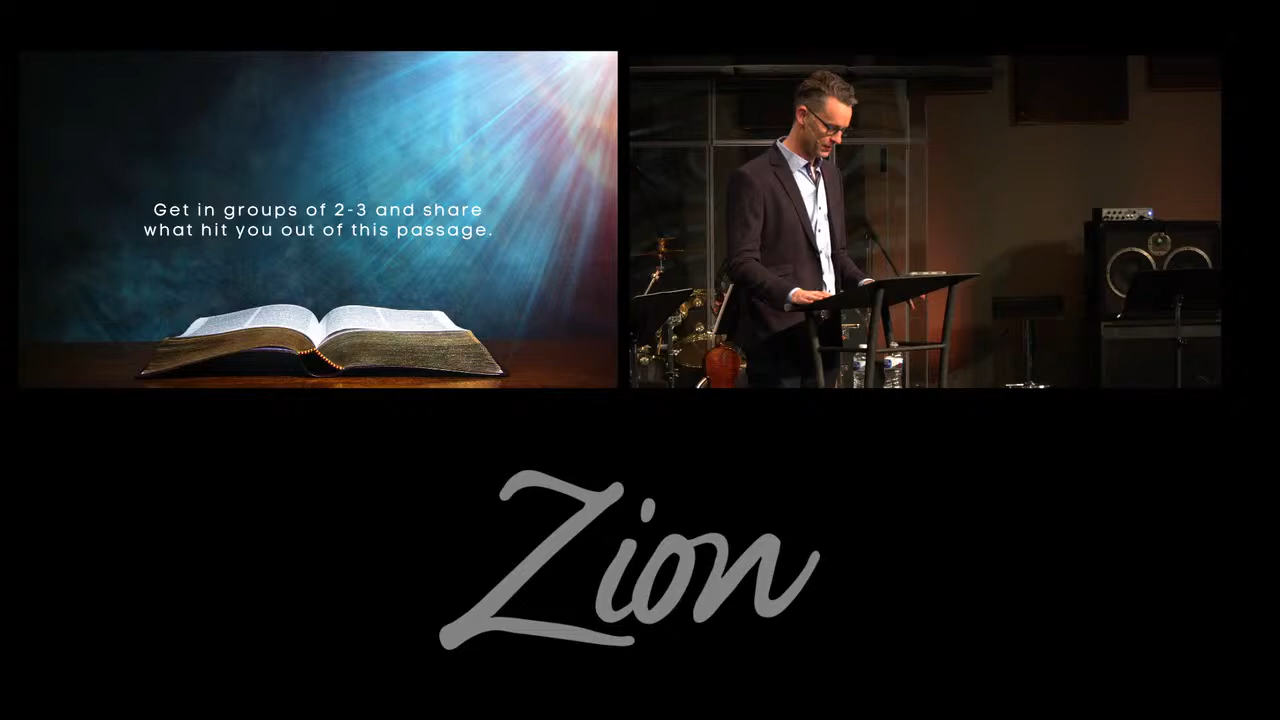 Get in groups of 2-3 and share
what hit you out of this passage.
Zion